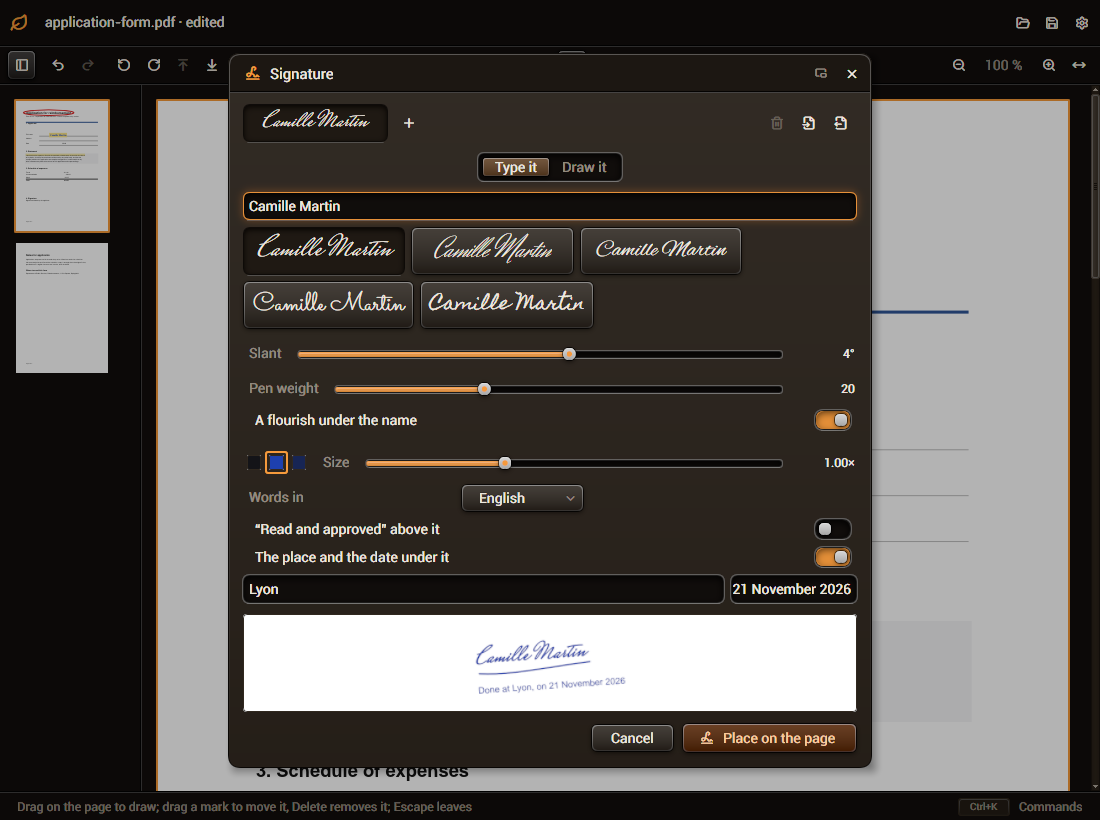 application-form.pdf · edited
100 %
Signature
Camille Martin
Type it
Draw it
Camille Martin
Camille Martin
Camille Martin
Camille Martin
Camille Martin
Camille Martin
Slant
4°
Pen weight
20
A flourish under the name
Size
1.00×
Words in
English
“Read and approved” above it
The place and the date under it
Lyon
21 November 2026
Camille Martin
Done at Lyon, on 21 November 2026
Cancel
Place on the page
3. Schedule of expenses
Drag on the page to draw; drag a mark to move it, Delete removes it; Escape leaves
Ctrl+K
Commands